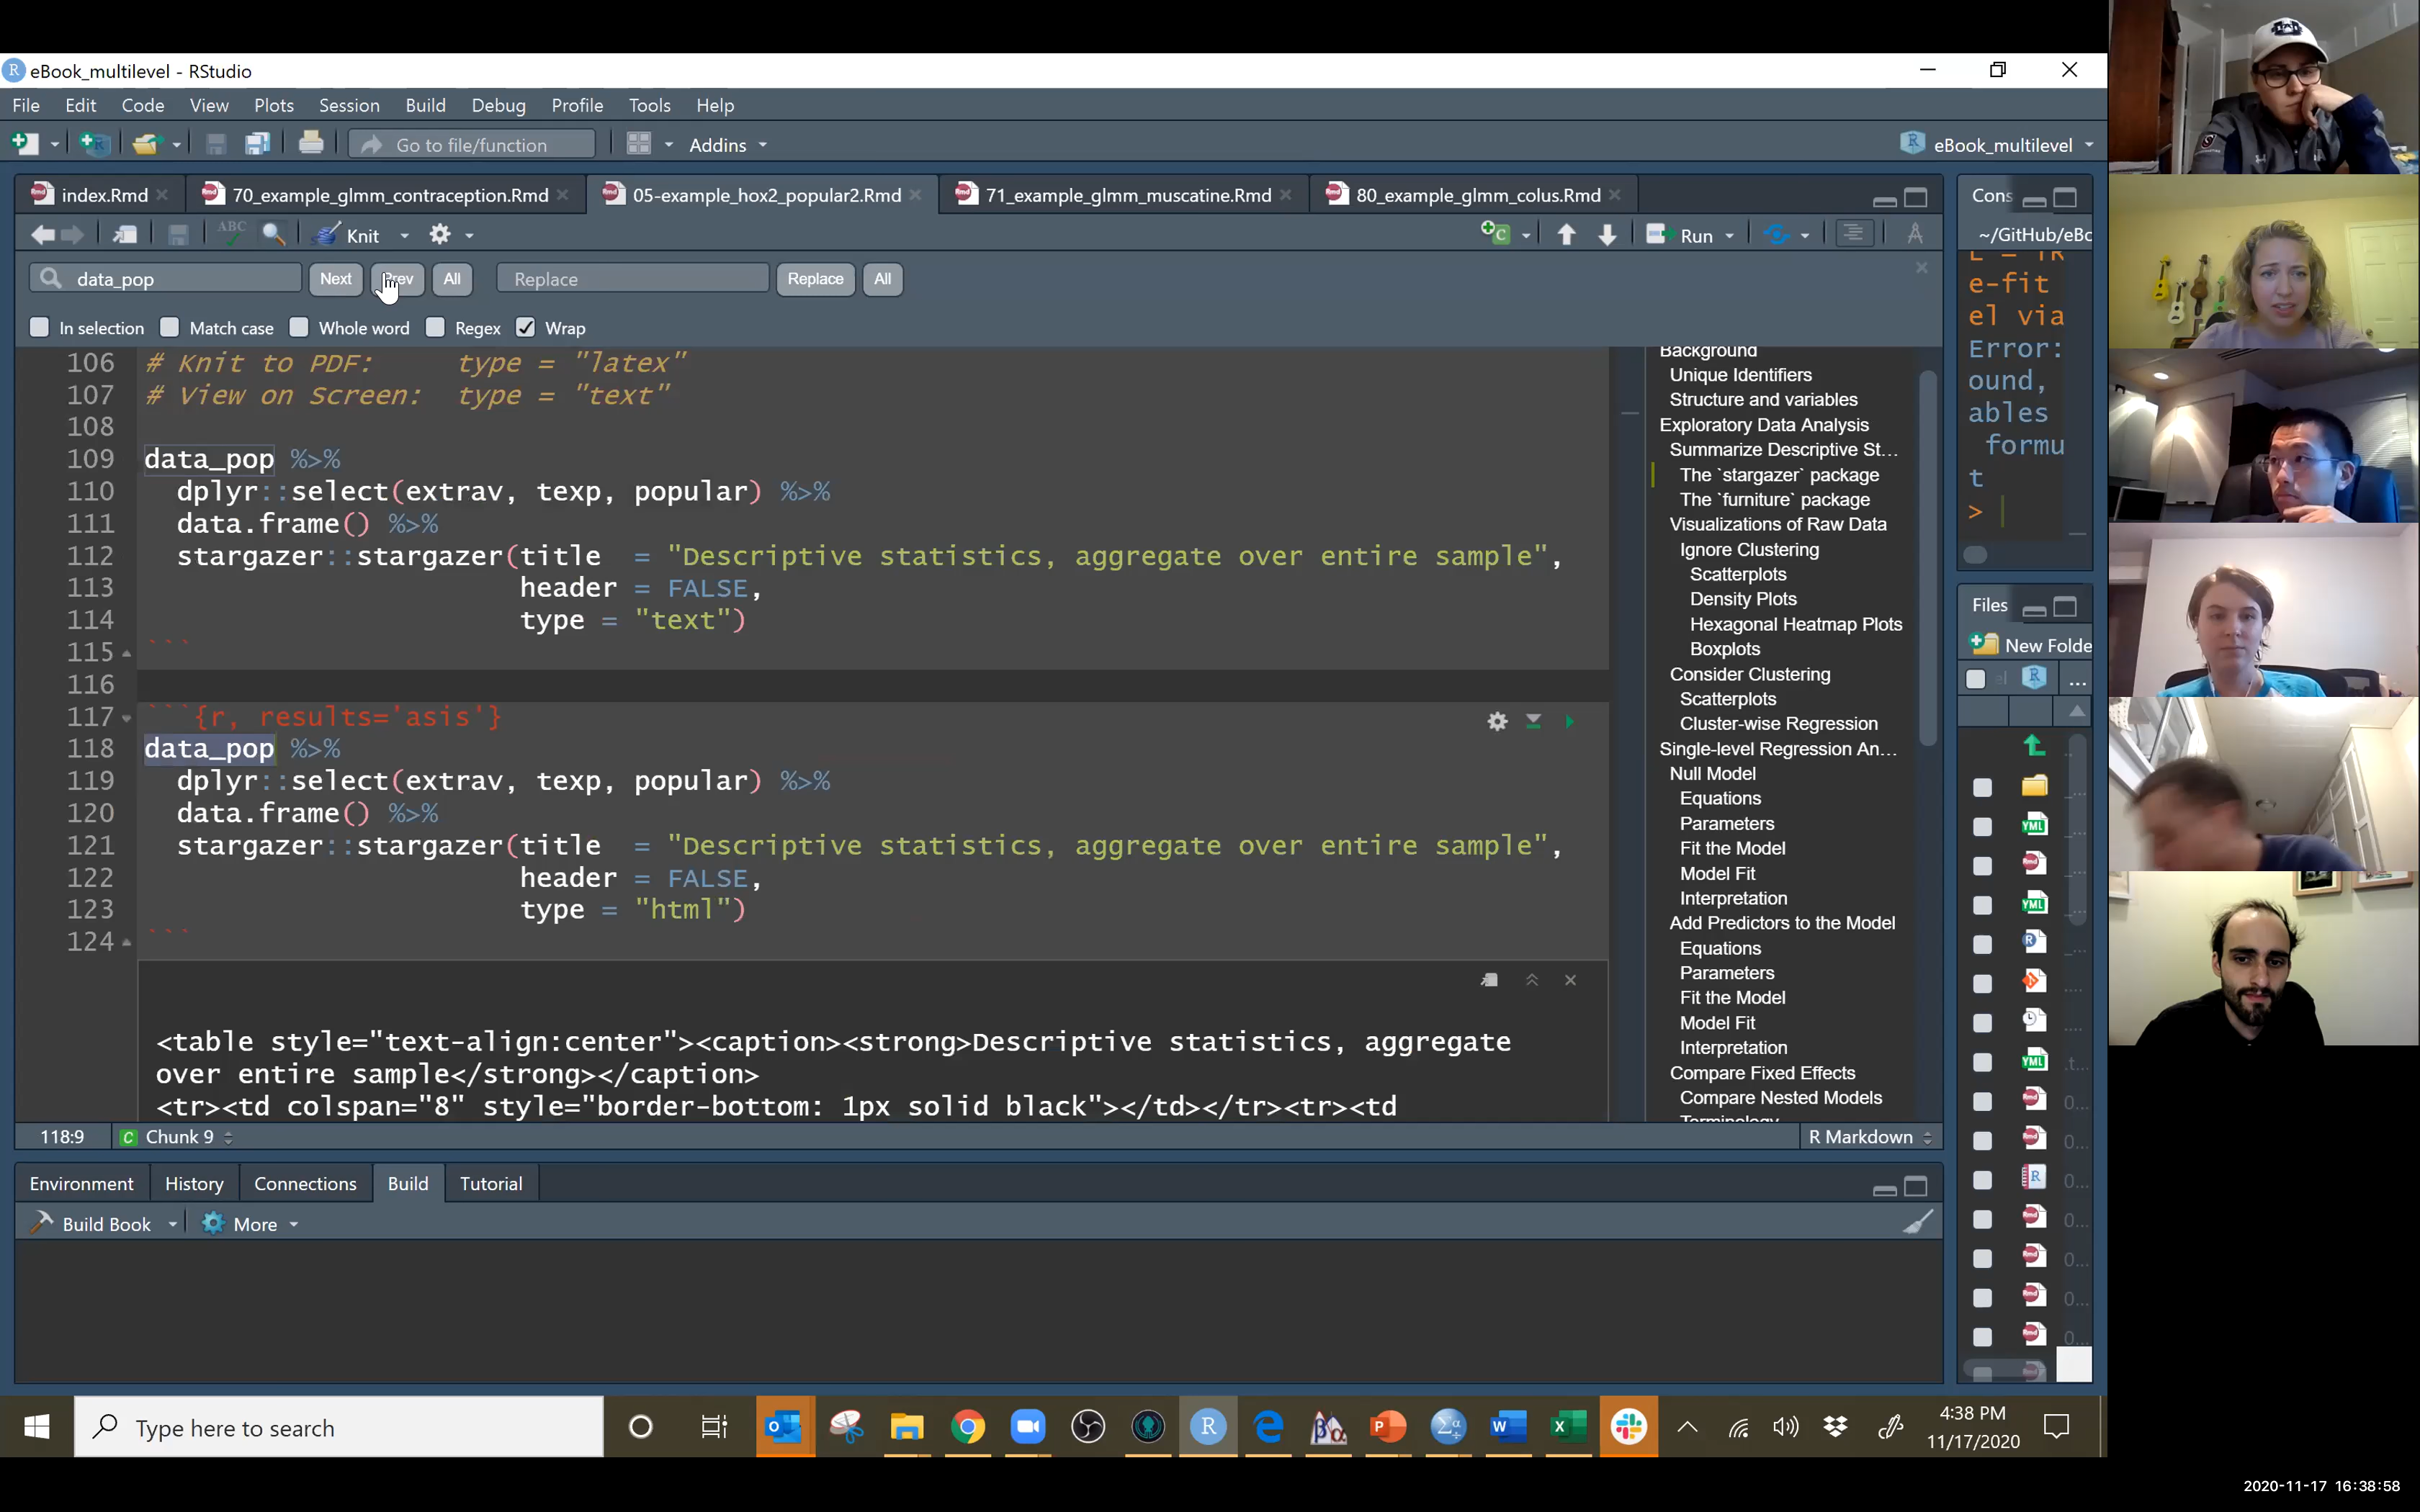 eBook_multilevel - RStudio
File Edit Code View Plots Session Build Debug Profile Tools Help
Go to file/function Addins eBook_multilevel
index.Rmd 70_example_glmm_contraception.Rmd 05-example_hox2_popular2.Rmd 71_example_glmm_muscatine.Rmd 80_example_glmm_colus.Rmd
ABC Knit Run
data_pop Next Prev All Replace Replace All
In selection Match case Whole word Regex Wrap
106 # Knit to PDF: type = "latex"
107 # View on Screen: type = "text"
108
109 data_pop %>%
110 dplyr::select(extrav, texp, popular) %>%
111 data.frame() %>%
112 stargazer::stargazer(title = "Descriptive statistics, aggregate over entire sample",
113 header = FALSE,
114 type = "text")
115 ```
116
117 ```{r, results='asis'}
118 data_pop %>%
119 dplyr::select(extrav, texp, popular) %>%
120 data.frame() %>%
121 stargazer::stargazer(title = "Descriptive statistics, aggregate over entire sample",
122 header = FALSE,
123 type = "html")
124 ```
<table style="text-align:center"><caption><strong>Descriptive statistics, aggregate
over entire sample</strong></caption>
<tr><td colspan="8" style="border-bottom: 1px solid black"></td></tr><tr><td
118:9 Chunk 9 R Markdown
Background
Unique Identifiers
Structure and variables
Exploratory Data Analysis
Summarize Descriptive St...
The `stargazer` package
The `furniture` package
Visualizations of Raw Data
Ignore Clustering
Scatterplots
Density Plots
Hexagonal Heatmap Plots
Boxplots
Consider Clustering
Scatterplots
Cluster-wise Regression
Single-level Regression An...
Null Model
Equations
Parameters
Fit the Model
Model Fit
Interpretation
Add Predictors to the Model
Equations
Parameters
Fit the Model
Model Fit
Interpretation
Compare Fixed Effects
Compare Nested Models
Terminology
Cons
~/GitHub/eBo
e-fit
el via
Error:
ound,
ables
formu
t
>
Files
New Folde
Environment History Connections Build Tutorial
Build Book More
Type here to search
4:38 PM
11/17/2020
2020-11-17 16:38:58